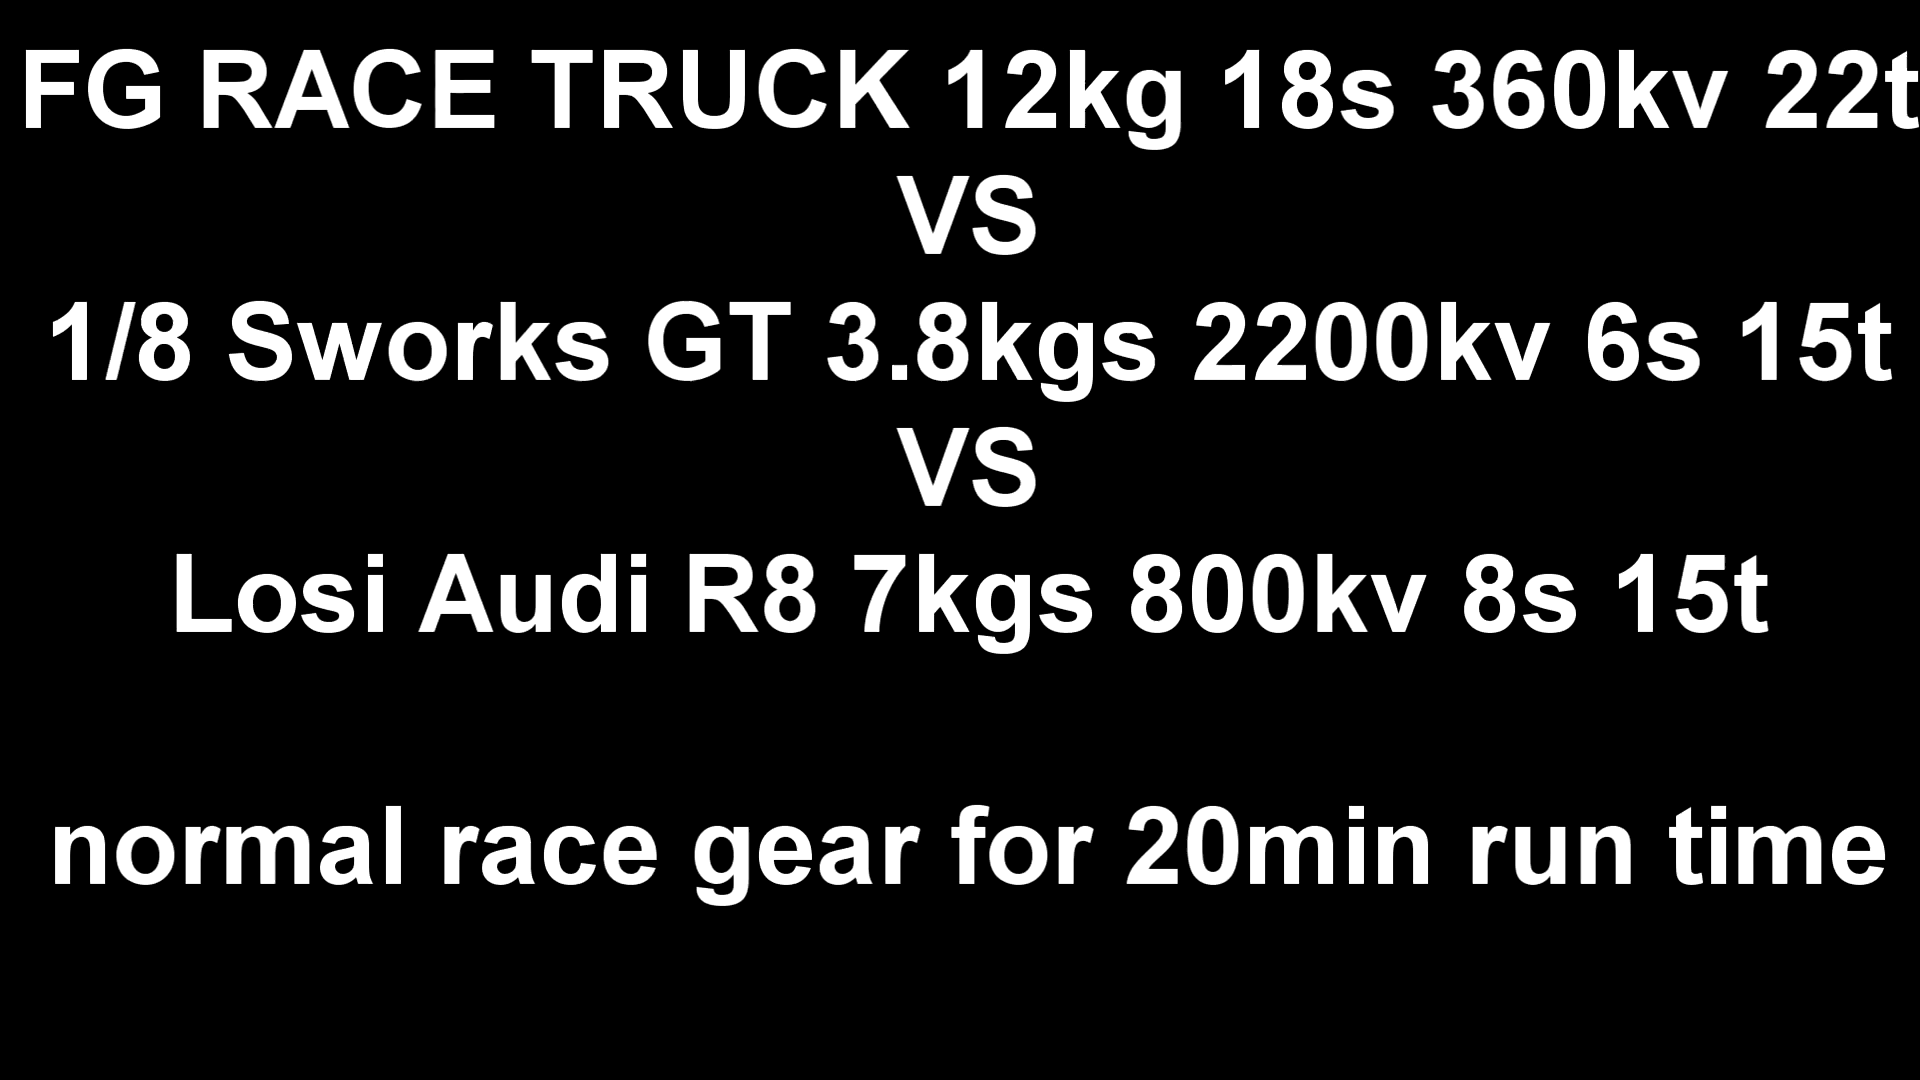 FG RACE TRUCK 12kg 18s 360kv 22t
VS
1/8 Sworks GT 3.8kgs 2200kv 6s 15t
VS
Losi Audi R8 7kgs 800kv 8s 15t
normal race gear for 20min run time